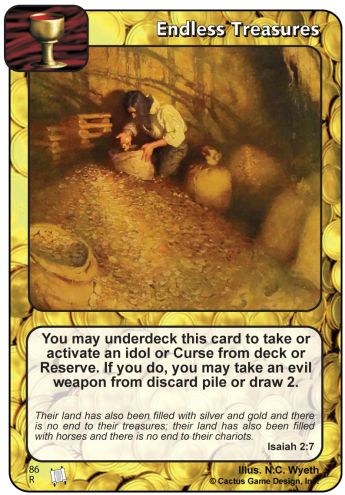 Endless Treasures
You may underdeck this card to take or
activate an idol or Curse from deck or
Reserve. If you do, you may take an evil
weapon from discard pile or draw 2.
Their land has also been filled with silver and gold and there
is no end to their treasures; their land has also been filled
with horses and there is no end to their chariots.
Isaiah 2:7
86
R
Illus. N.C. Wyeth
© Cactus Game Design, Inc.